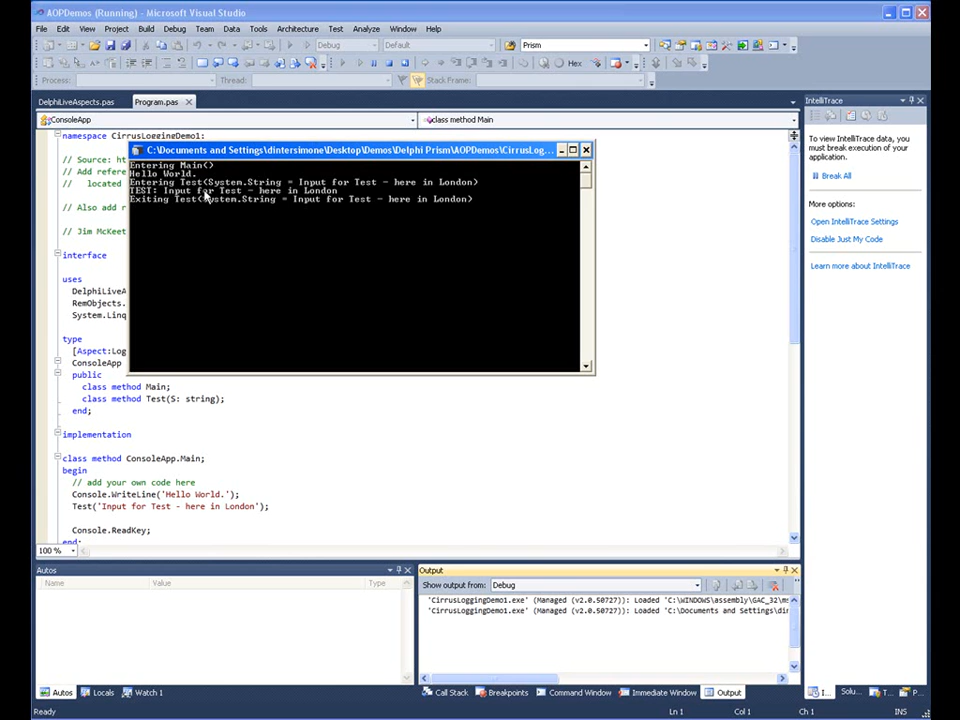 AOPDemos (Running) - Microsoft Visual Studio
File Edit View Project Build Debug Team Data Tools Architecture Test Analyze Window Help
Debug Default Prism
Hex
Process: Thread: Stack Frame:
DelphiLiveAspects.pas Program.pas
ConsoleApp class method Main
namespace CirrusLoggingDemo1;
C:\Documents and Settings\dintersimone\Desktop\Demos\Delphi Prism\AOPDemos\CirrusLog...
Entering Main()
Hello World.
Entering Test(System.String = Input for Test - here in London)
TEST: Input for Test - here in London
Exiting Test(System.String = Input for Test - here in London)
// Source: ht
// Add refere
// located
// Also add r
// Jim McKeet
interface
uses
DelphiLiveA
RemObjects.
System.Linq
type
[Aspect:Log
ConsoleApp
public
class method Main;
class method Test(S: string);
end;
implementation
class method ConsoleApp.Main;
begin
// add your own code here
Console.WriteLine('Hello World.');
Test('Input for Test - here in London');
Console.ReadKey;
end;
100 %
IntelliTrace
To view IntelliTrace data, you must break execution of your application.
Break All
More options:
Open IntelliTrace Settings
Disable Just My Code
Learn more about IntelliTrace
Autos
Name Value Type
Autos Locals Watch 1
Output
Show output from: Debug
'CirrusLoggingDemo1.exe' (Managed (v2.0.50727)): Loaded 'C:\WINDOWS\assembly\GAC_32\ms
'CirrusLoggingDemo1.exe' (Managed (v2.0.50727)): Loaded 'C:\Documents and Settings\din
Call Stack Breakpoints Command Window Immediate Window Output
I... Solu... T... P...
Ready Ln 1 Col 1 Ch 1 INS